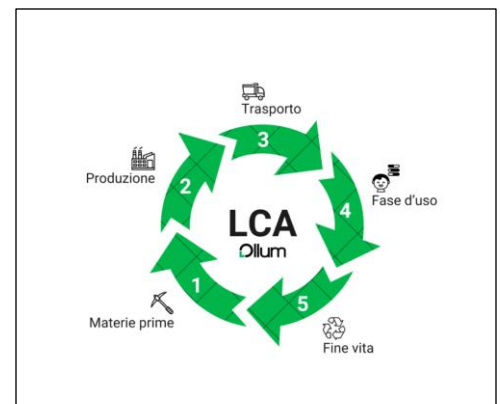 Trasporto
3
Produzione
2
Fase d'uso
4
LCA
Ollum
1
Materie prime
5
Fine vita